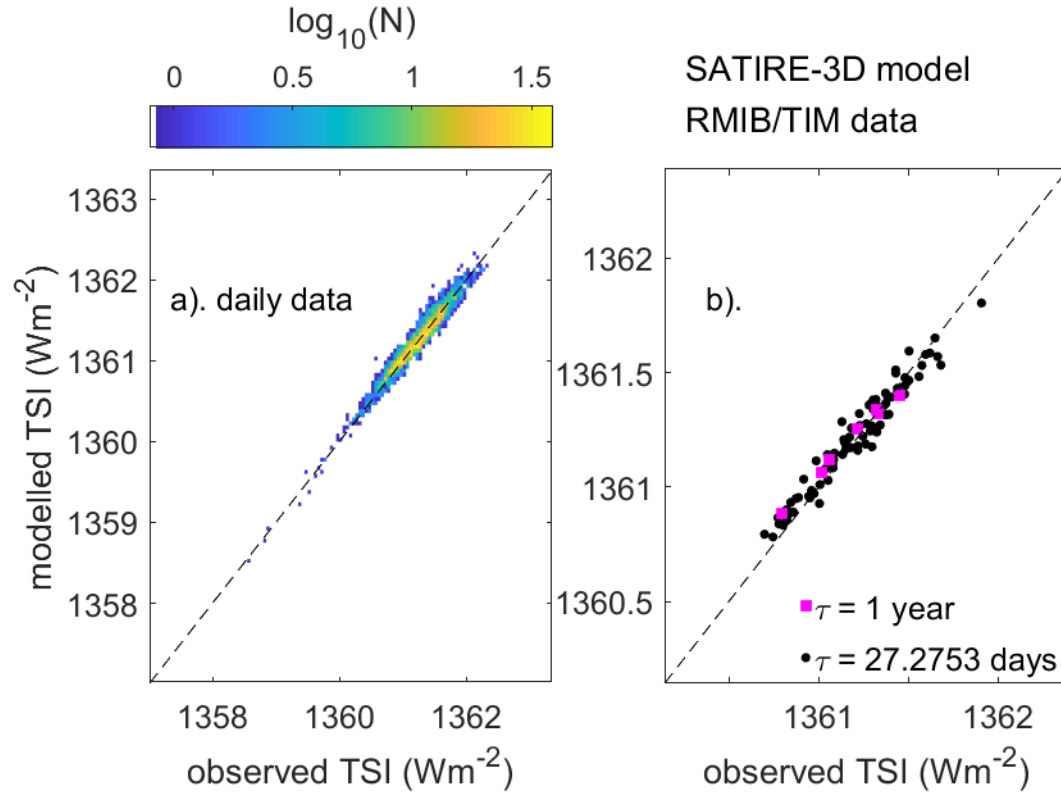 log10(N)
0 0.5 1 1.5
SATIRE-3D model
RMIB/TIM data
a). daily data
modelled TSI (Wm-2)
1363
1362
1361
1360
1359
1358
1358 1360 1362
observed TSI (Wm-2)
b).
1362
1361.5
1361
1360.5
τ = 1 year
τ = 27.2753 days
1361 1362
observed TSI (Wm-2)